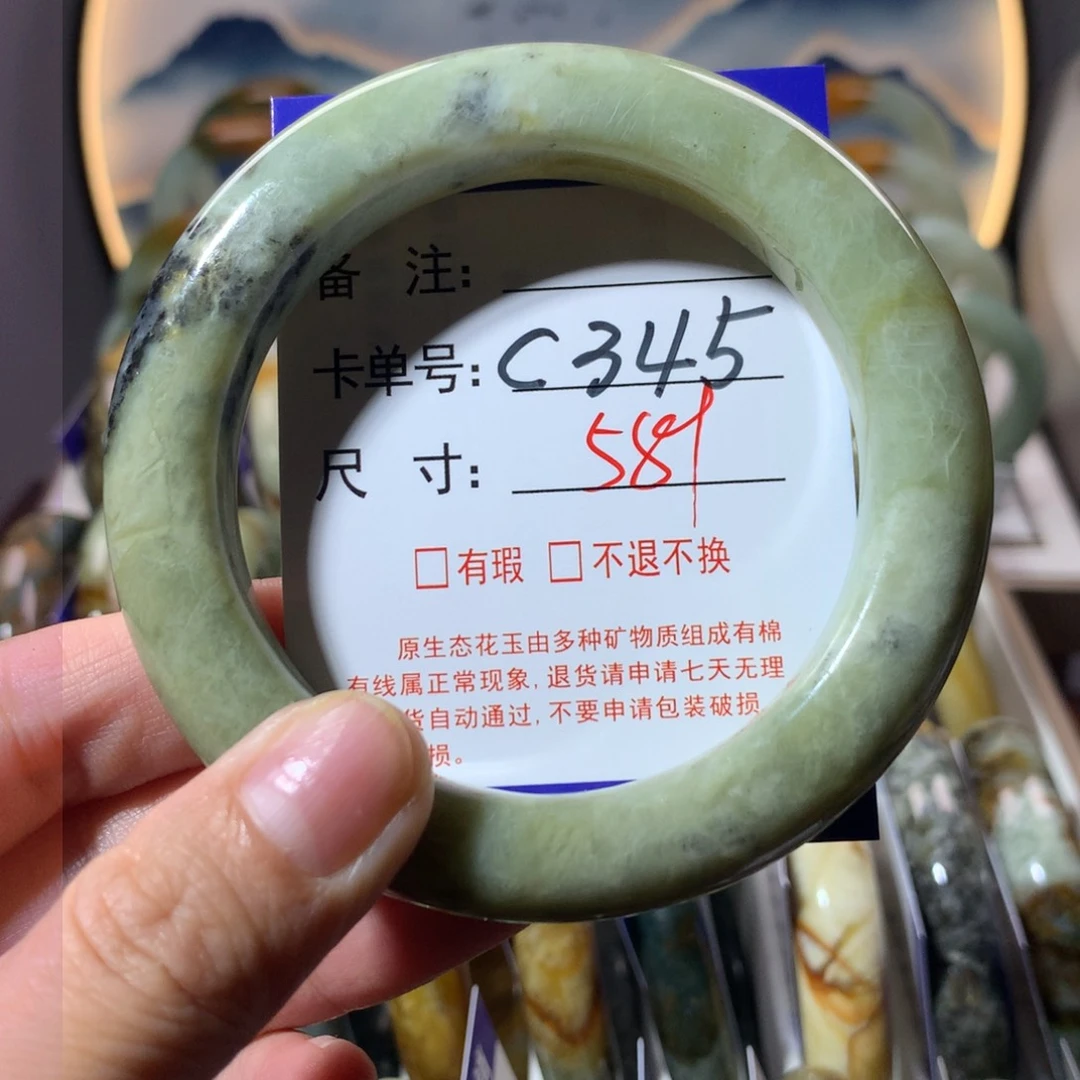 备 注:
卡单号: C345
尺 寸: 58
□有瑕 □不退不换
原生态花玉由多种矿物质组成有棉
有线属正常现象,退货请申请七天无理
货自动通过,不要申请包装破损
损。